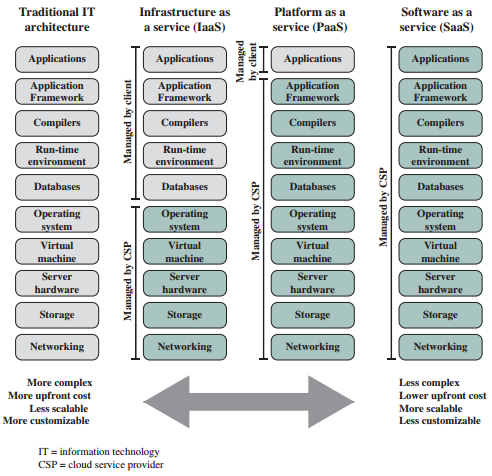 Traditional IT
architecture
Infrastructure as
a service (IaaS)
Platform as a
service (PaaS)
Software as a
service (SaaS)
Applications
Application
Framework
Compilers
Run-time
environment
Databases
Operating
system
Virtual
machine
Server
hardware
Storage
Networking
Managed by client
Managed by CSP
Applications
Application
Framework
Compilers
Run-time
environment
Databases
Operating
system
Virtual
machine
Server
hardware
Storage
Networking
Managed
by client
Managed by CSP
Applications
Application
Framework
Compilers
Run-time
environment
Databases
Operating
system
Virtual
machine
Server
hardware
Storage
Networking
Managed by CSP
Applications
Application
Framework
Compilers
Run-time
environment
Databases
Operating
system
Virtual
machine
Server
hardware
Storage
Networking
More complex
More upfront cost
Less scalable
More customizable
Less complex
Lower upfront cost
More scalable
Less customizable
IT = information technology
CSP = cloud service provider